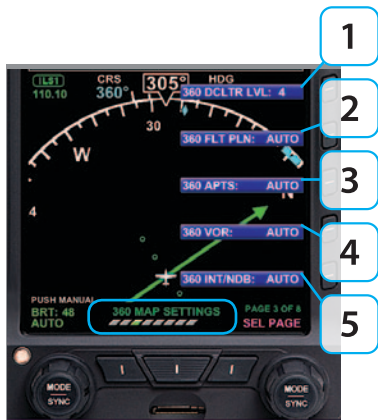 1
ILS1 CRS 305° HDG
110.10 360°
360 DCLTR LVL: 4
2
30
360 FLT PLN: AUTO
W
3
360 APTS: AUTO
N
4
4
360 VOR: AUTO
360 INT/NDB: AUTO
5
PUSH MANUAL
BRT: 48 360 MAP SETTINGS PAGE 3 OF 8
AUTO SEL PAGE
MODE MODE
SYNC SYNC